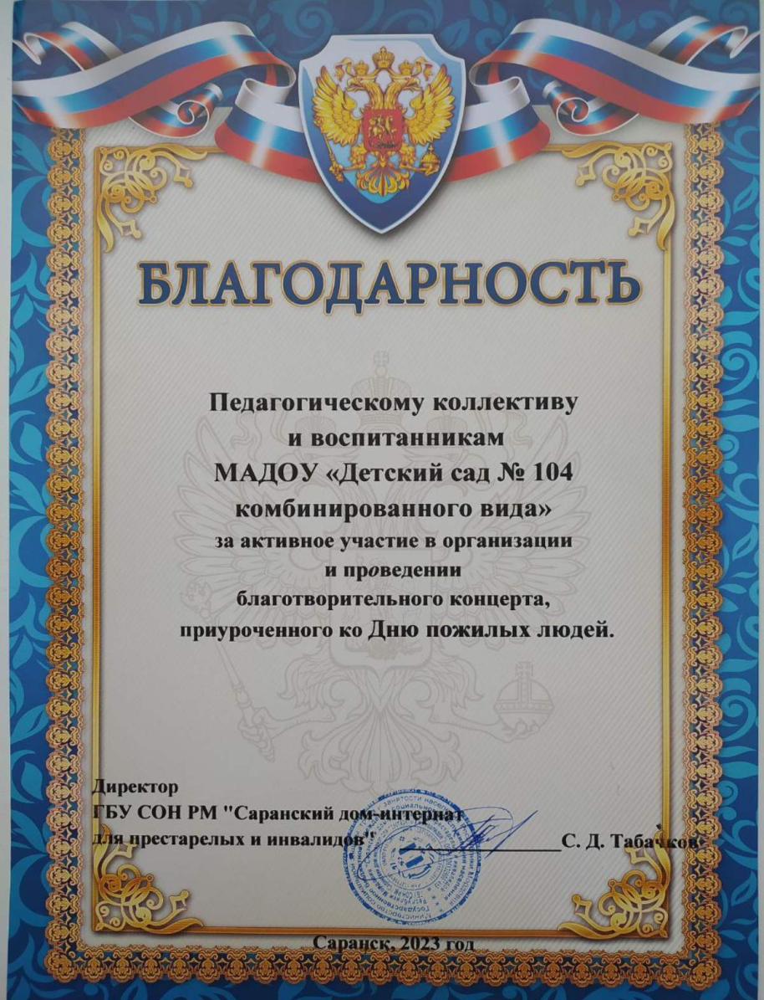 БЛАГОДАРНОСТЬ
Педагогическому коллективу
и воспитанникам
МАДОУ «Детский сад № 104
комбинированного вида»
за активное участие в организации
и проведении
благотворительного концерта,
приуроченного ко Дню пожилых людей.
Директор
ГБУ СОН РМ "Саранский дом-интернат
для престарелых и инвалидов"
С. Д. Табачков
Саранск, 2023 год